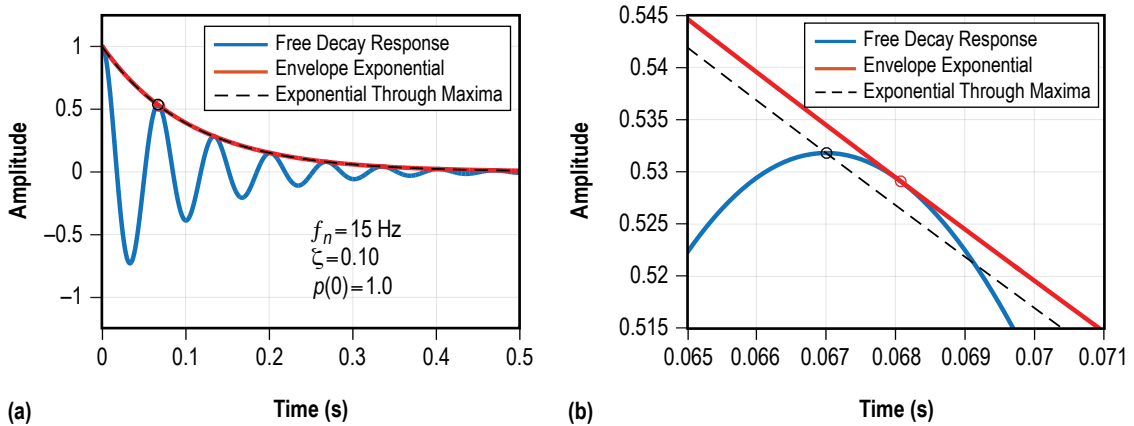 Amplitude
1
0.5
0
–0.5
–1
Free Decay Response
Envelope Exponential
Exponential Through Maxima
fn=15 Hz
ζ=0.10
p(0)=1.0
0
0.1
0.2
0.3
0.4
0.5
(a)
Time (s)
Amplitude
0.545
0.54
0.535
0.53
0.525
0.52
0.515
Free Decay Response
Envelope Exponential
Exponential Through Maxima
0.065
0.066
0.067
0.068
0.069
0.07
0.071
(b)
Time (s)